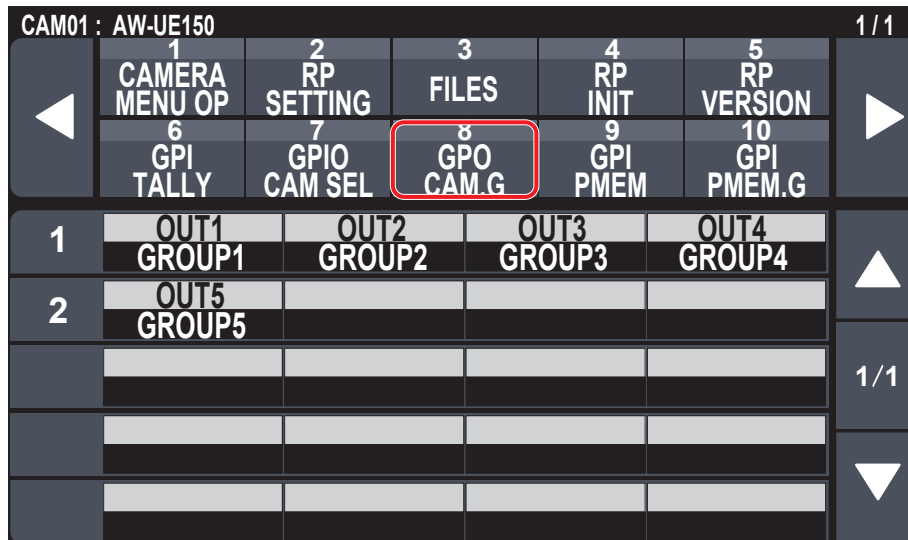 CAM01 : AW-UE150 1 / 1
1 2 3 4 5
CAMERA MENU OP RP SETTING FILES RP INIT RP VERSION
6 7 8 9 10
GPI TALLY GPIO CAM SEL GPO CAM.G GPI PMEM GPI PMEM.G
1 OUT1 OUT2 OUT3 OUT4
GROUP1 GROUP2 GROUP3 GROUP4
2 OUT5
GROUP5
1/1